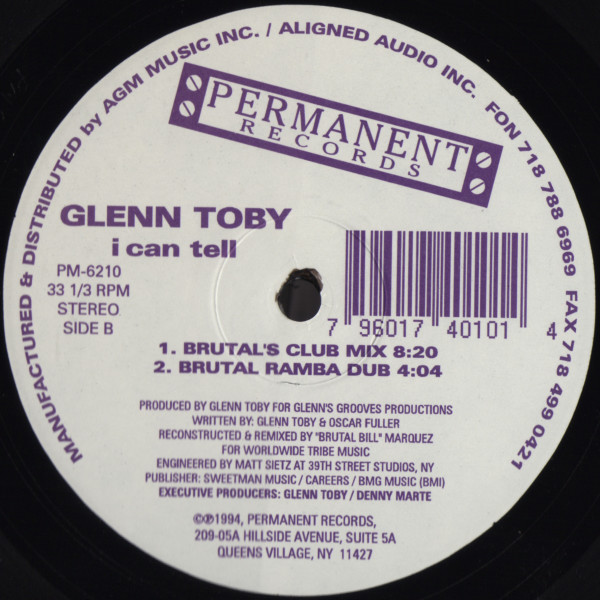 MANUFACTURED & DISTRIBUTED by AGM MUSIC INC. / ALIGNED AUDIO INC. FON 718 788 6969 FAX 718 499 0421
PERMANENT
RECORDS
GLENN TOBY
i can tell
PM-6210
33 1/3 RPM
STEREO
SIDE B
7 96017 40101 4
1. BRUTAL'S CLUB MIX 8:20
2. BRUTAL RAMBA DUB 4:04
PRODUCED BY GLENN TOBY FOR GLENN'S GROOVES PRODUCTIONS
WRITTEN BY: GLENN TOBY & OSCAR FULLER
RECONSTRUCTED & REMIXED BY "BRUTAL BILL" MARQUEZ
FOR WORLDWIDE TRIBE MUSIC
ENGINEERED BY MATT SIETZ AT 39TH STREET STUDIOS, NY
PUBLISHER: SWEETMAN MUSIC / CAREERS / BMG MUSIC (BMI)
EXECUTIVE PRODUCERS: GLENN TOBY / DENNY MARTE
©℗1994, PERMANENT RECORDS,
209-05A HILLSIDE AVENUE, SUITE 5A
QUEENS VILLAGE, NY 11427